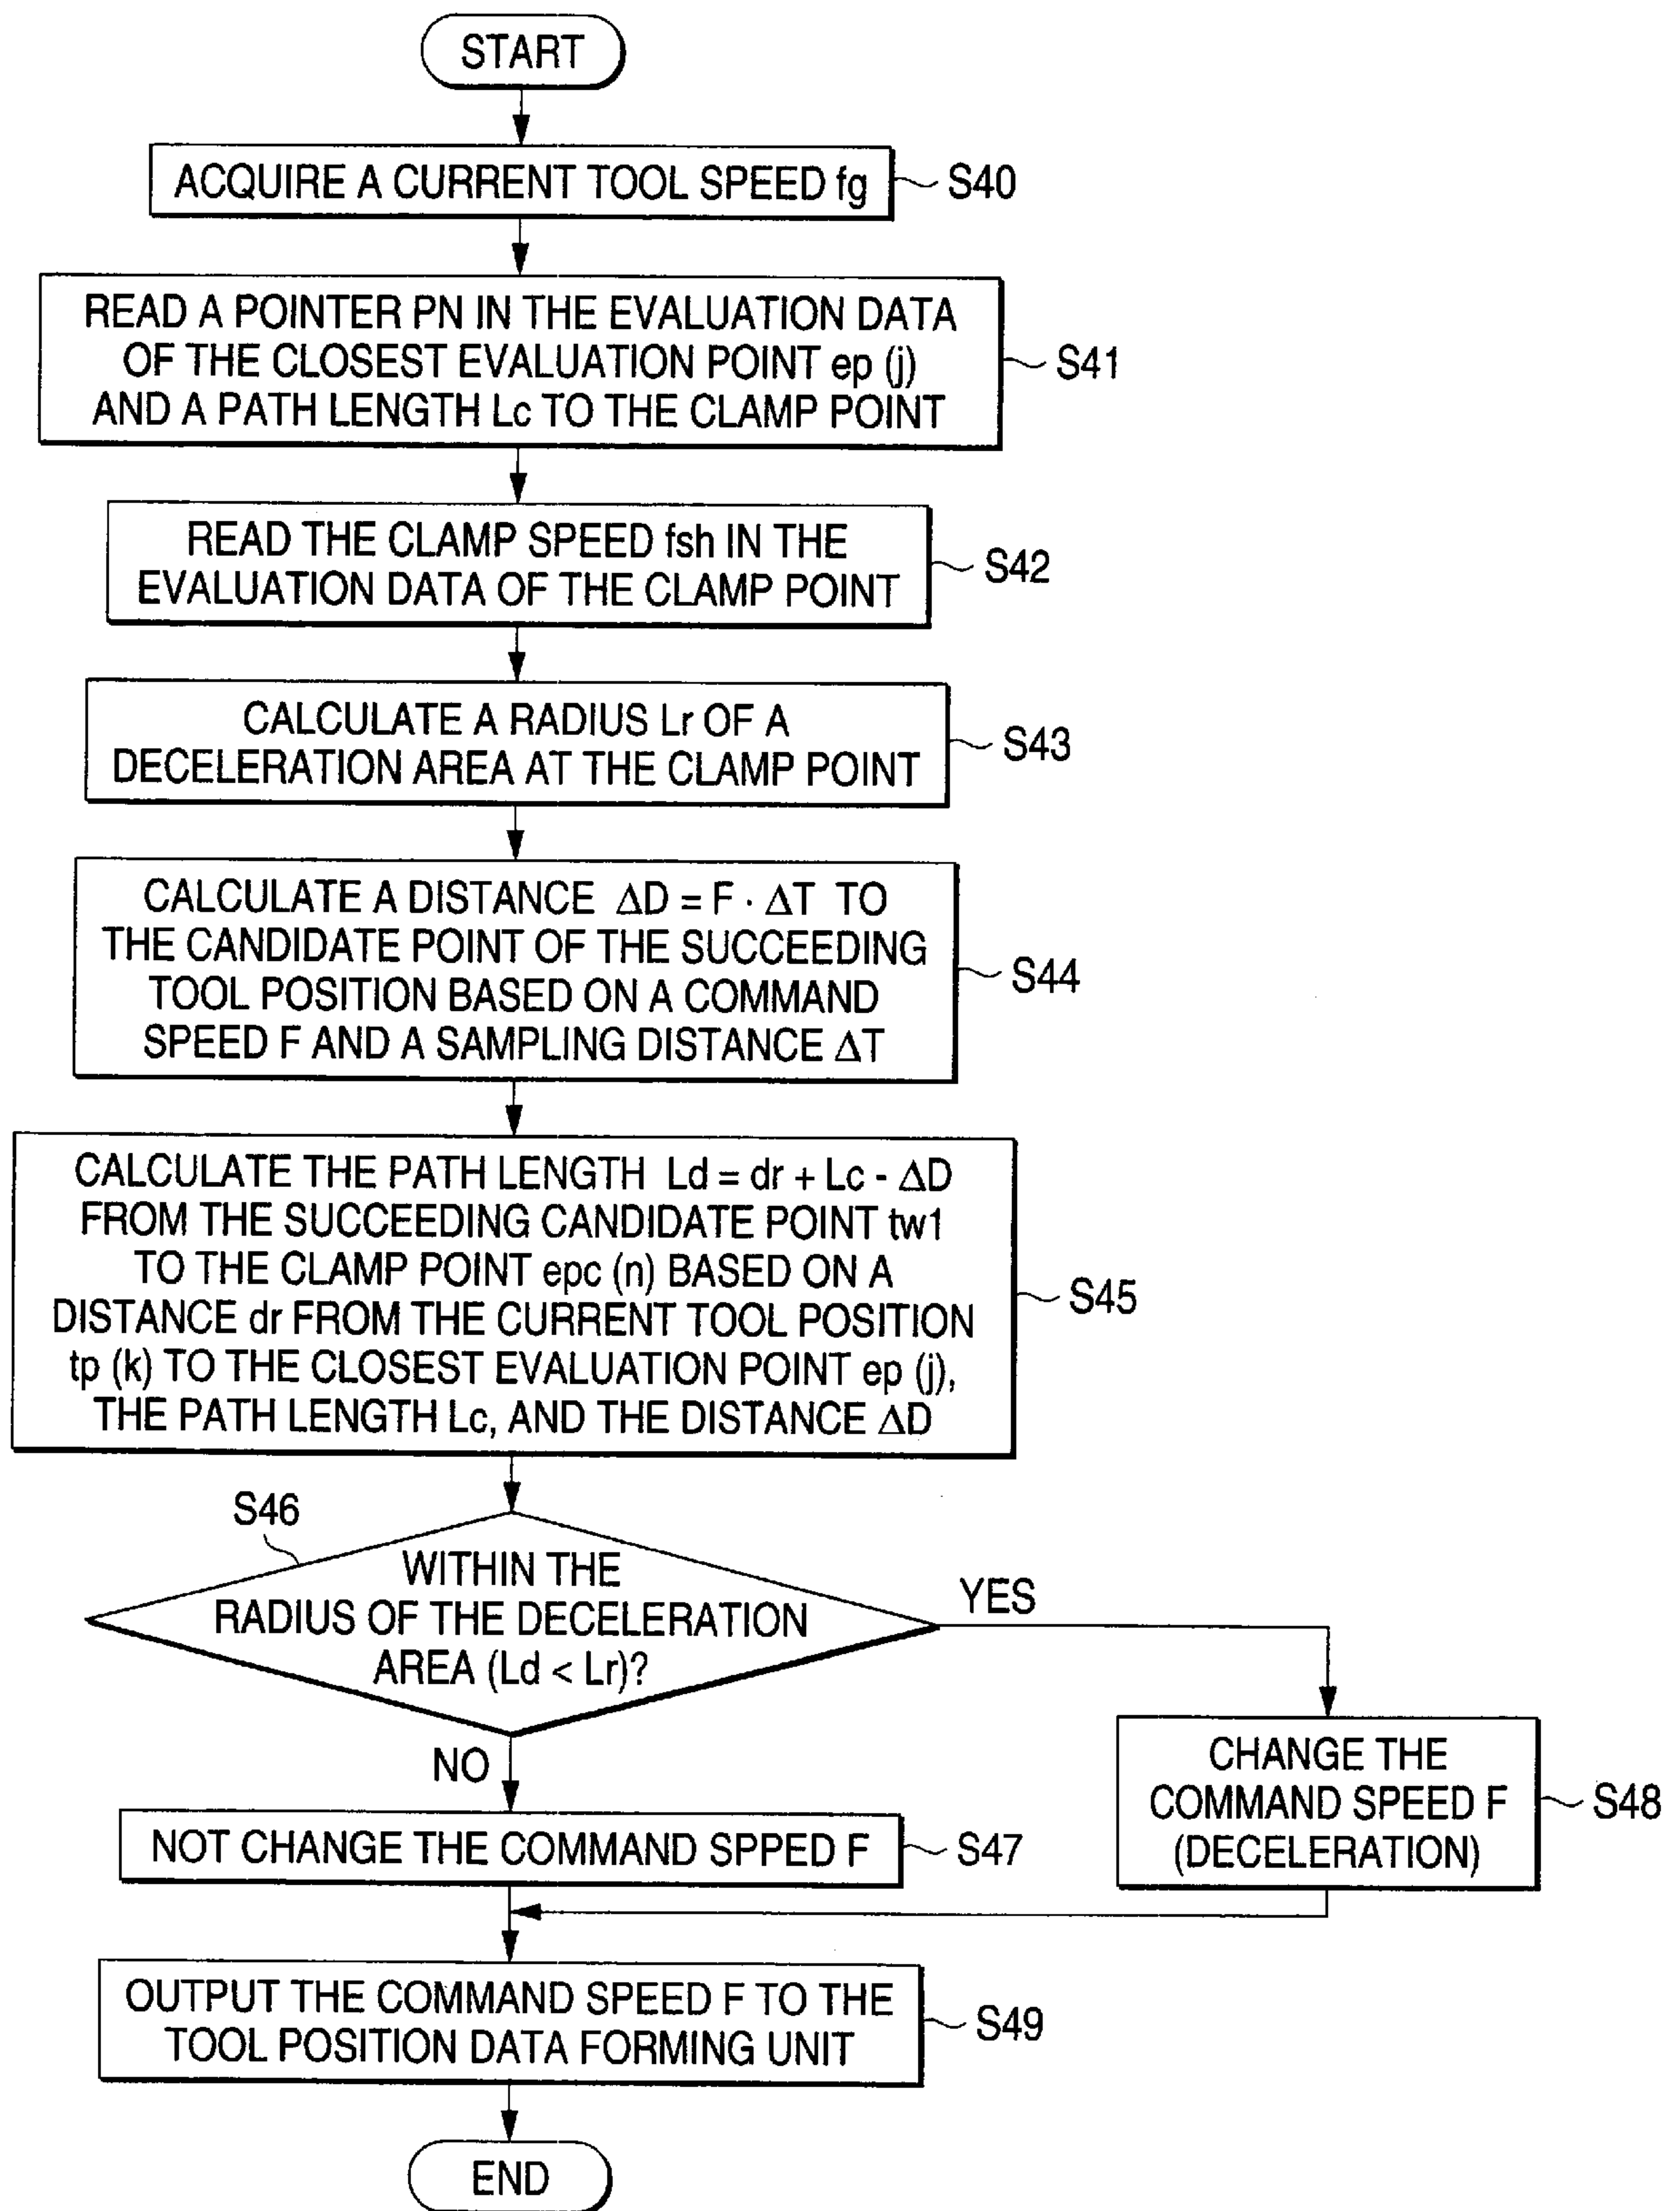 START
ACQUIRE A CURRENT TOOL SPEED fg
S40
READ A POINTER PN IN THE EVALUATION DATA
OF THE CLOSEST EVALUATION POINT ep (j)
AND A PATH LENGTH Lc TO THE CLAMP POINT
S41
READ THE CLAMP SPEED fsh IN THE
EVALUATION DATA OF THE CLAMP POINT
S42
CALCULATE A RADIUS Lr OF A
DECELERATION AREA AT THE CLAMP POINT
S43
CALCULATE A DISTANCE ΔD = F · ΔT TO
THE CANDIDATE POINT OF THE SUCCEEDING
TOOL POSITION BASED ON A COMMAND
SPEED F AND A SAMPLING DISTANCE ΔT
S44
CALCULATE THE PATH LENGTH Ld = dr + Lc - ΔD
FROM THE SUCCEEDING CANDIDATE POINT tw1
TO THE CLAMP POINT epc (n) BASED ON A
DISTANCE dr FROM THE CURRENT TOOL POSITION
tp (k) TO THE CLOSEST EVALUATION POINT ep (j),
THE PATH LENGTH Lc, AND THE DISTANCE ΔD
S45
S46
WITHIN THE
RADIUS OF THE DECELERATION
AREA (Ld < Lr)?
YES
NO
CHANGE THE
COMMAND SPEED F
(DECELERATION)
S48
NOT CHANGE THE COMMAND SPPED F
S47
OUTPUT THE COMMAND SPEED F TO THE
TOOL POSITION DATA FORMING UNIT
S49
END